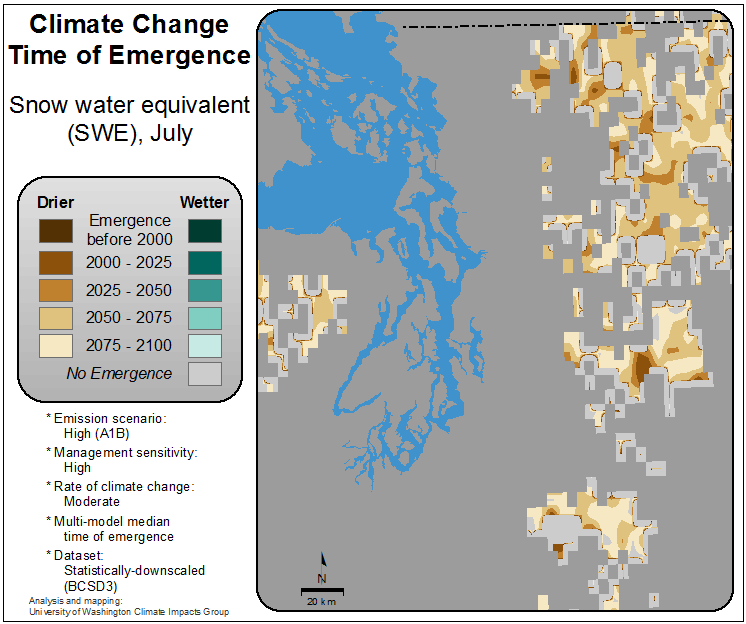 Climate Change
Time of Emergence
Snow water equivalent
(SWE), July
Drier Wetter
Emergence
before 2000
2000 - 2025
2025 - 2050
2050 - 2075
2075 - 2100
No Emergence
* Emission scenario:
High (A1B)
* Management sensitivity:
High
* Rate of climate change:
Moderate
* Multi-model median
time of emergence
* Dataset:
Statistically-downscaled
(BCSD3)
Analysis and mapping:
University of Washington Climate Impacts Group
N
20 km